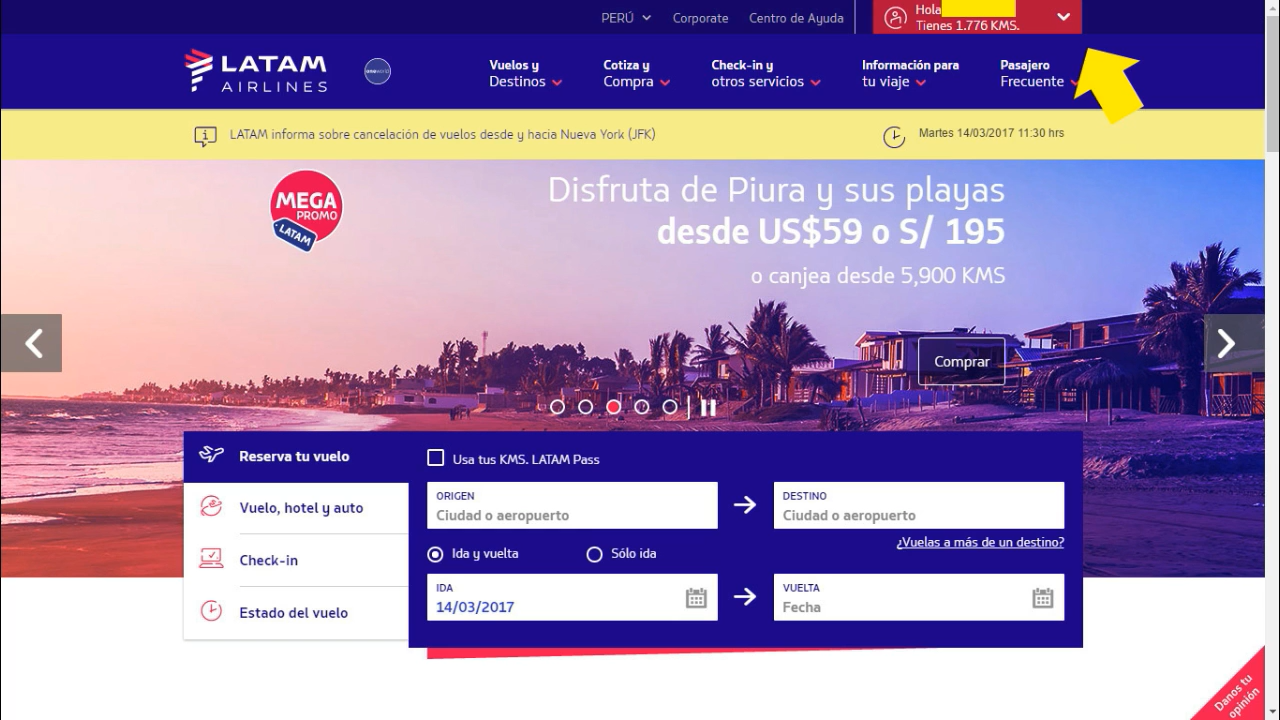 PERÚ
Corporate
Centro de Ayuda
Hola
Tienes 1.776 KMS.
LATAM
AIRLINES
oneworld
Vuelos y
Destinos
Cotiza y
Compra
Check-in y
otros servicios
Información para
tu viaje
Pasajero
Frecuente
LATAM informa sobre cancelación de vuelos desde y hacia Nueva York (JFK)
Martes 14/03/2017 11:30 hrs
MEGA
PROMO
LATAM
Disfruta de Piura y sus playas
desde US$59 o S/ 195
o canjea desde 5,900 KMS
Comprar
Reserva tu vuelo
Vuelo, hotel y auto
Check-in
Estado del vuelo
Usa tus KMS. LATAM Pass
ORIGEN
Ciudad o aeropuerto
DESTINO
Ciudad o aeropuerto
¿Vuelas a más de un destino?
Ida y vuelta
Sólo ida
IDA
14/03/2017
VUELTA
Fecha
Danos tu
opinión